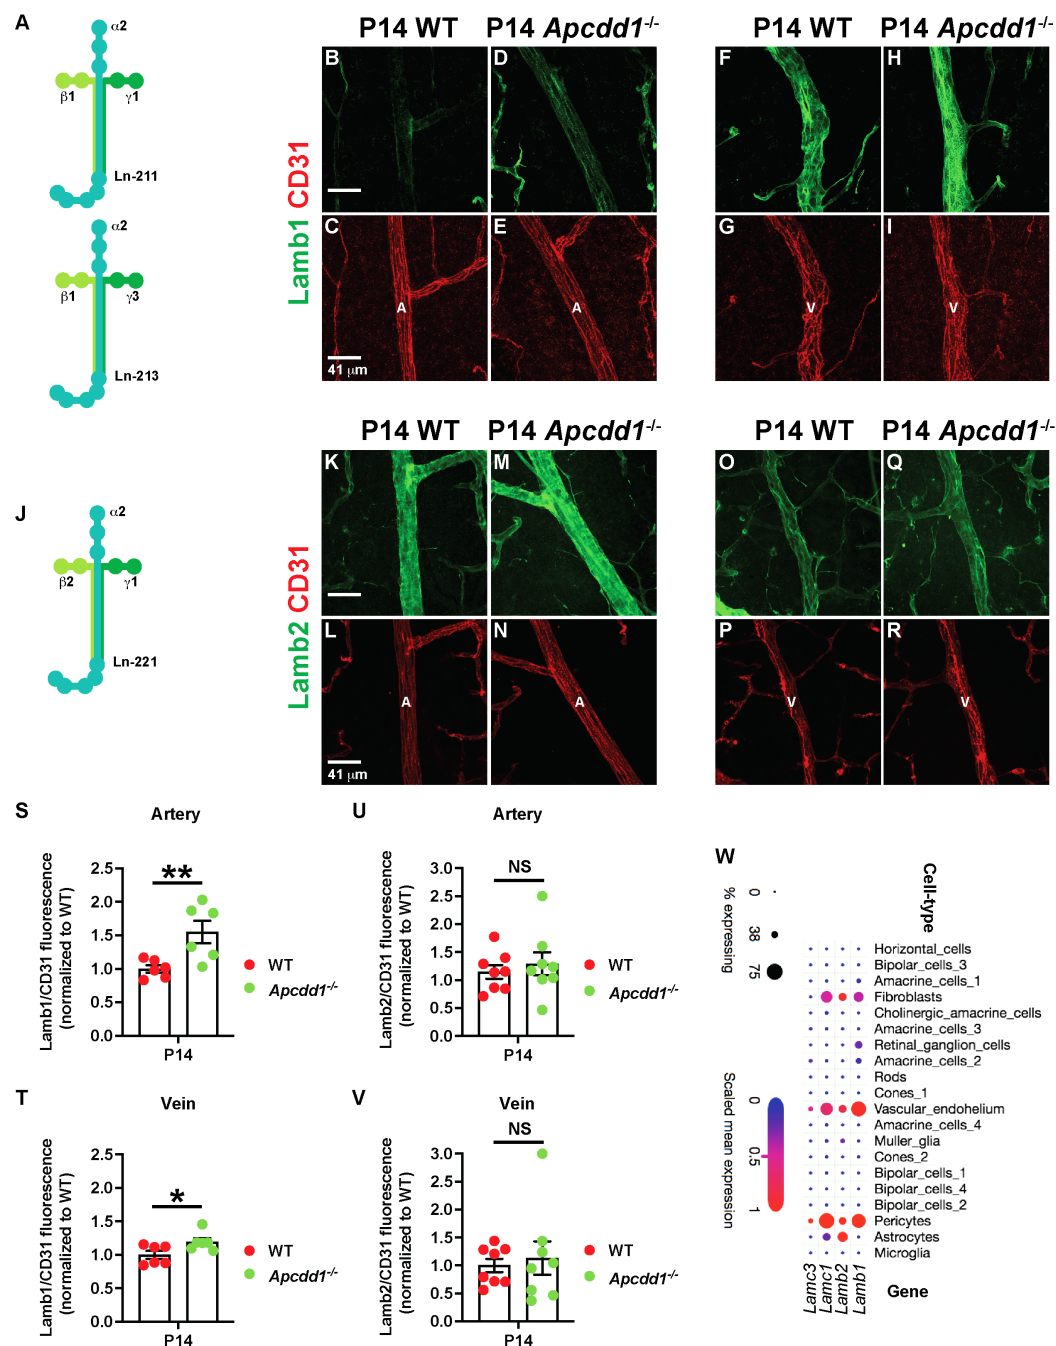 A
α2
β1
γ1
Ln-211
α2
β1
γ3
Ln-213
P14 WT
P14 Apcdd1-/-
P14 WT
P14 Apcdd1-/-
Lamb1 CD31
B
D
F
H
C
E
G
I
A
A
V
V
41 μm
J
α2
β2
γ1
Ln-221
P14 WT
P14 Apcdd1-/-
P14 WT
P14 Apcdd1-/-
Lamb2 CD31
K
M
O
Q
L
N
P
R
A
A
V
V
41 μm
S
Artery
Lamb1/CD31 fluorescence
(normalized to WT)
2.5
2.0
1.5
1.0
0.5
0.0
**
P14
WT
Apcdd1-/-
U
Artery
Lamb2/CD31 fluorescence
(normalized to WT)
3.0
2.5
2.0
1.5
1.0
0.5
0.0
NS
P14
WT
Apcdd1-/-
T
Vein
Lamb1/CD31 fluorescence
(normalized to WT)
2.5
2.0
1.5
1.0
0.5
0.0
*
P14
WT
Apcdd1-/-
V
Vein
Lamb2/CD31 fluorescence
(normalized to WT)
3.0
2.5
2.0
1.5
1.0
0.5
0.0
NS
P14
WT
Apcdd1-/-
W
% expressing
0
38
75
Scaled mean expression
0
0.5
1
Cell-type
Horizontal_cells
Bipolar_cells_3
Amacrine_cells_1
Fibroblasts
Cholinergic_amacrine_cells
Amacrine_cells_3
Retinal_ganglion_cells
Amacrine_cells_2
Rods
Cones_1
Vascular_endohelium
Amacrine_cells_4
Muller_glia
Cones_2
Bipolar_cells_1
Bipolar_cells_4
Bipolar_cells_2
Pericytes
Astrocytes
Microglia
Lamc3
Lamc1
Lamb2
Lamb1
Gene